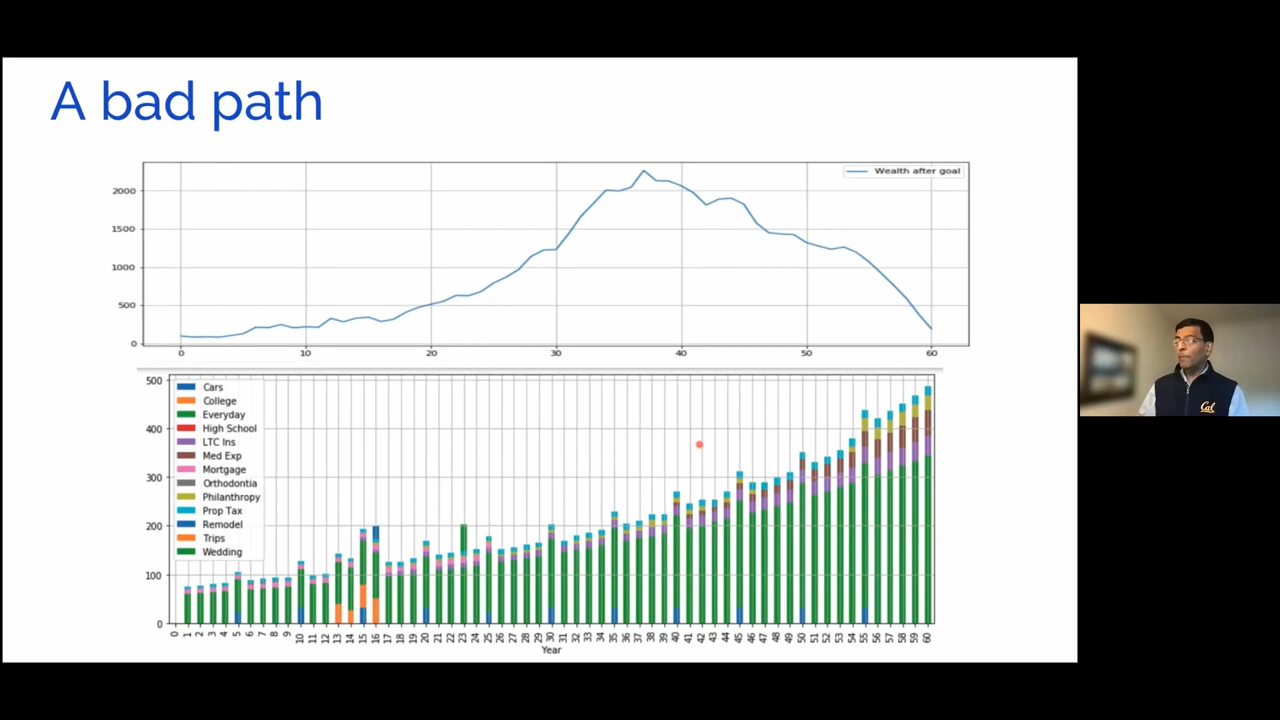 A bad path
Wealth after goal
2000
1500
1000
500
0
0 10 20 30 40 50 60
500
400
300
200
100
0
Cars
College
Everyday
High School
LTC Ins
Med Exp
Mortgage
Orthodontia
Philanthropy
Prop Tax
Remodel
Trips
Wedding
0 1 2 3 4 5 6 7 8 9 10 11 12 13 14 15 16 17 18 19 20 21 22 23 24 25 26 27 28 29 30 31 32 33 34 35 36 37 38 39 40 41 42 43 44 45 46 47 48 49 50 51 52 53 54 55 56 57 58 59 60
Year
Cal